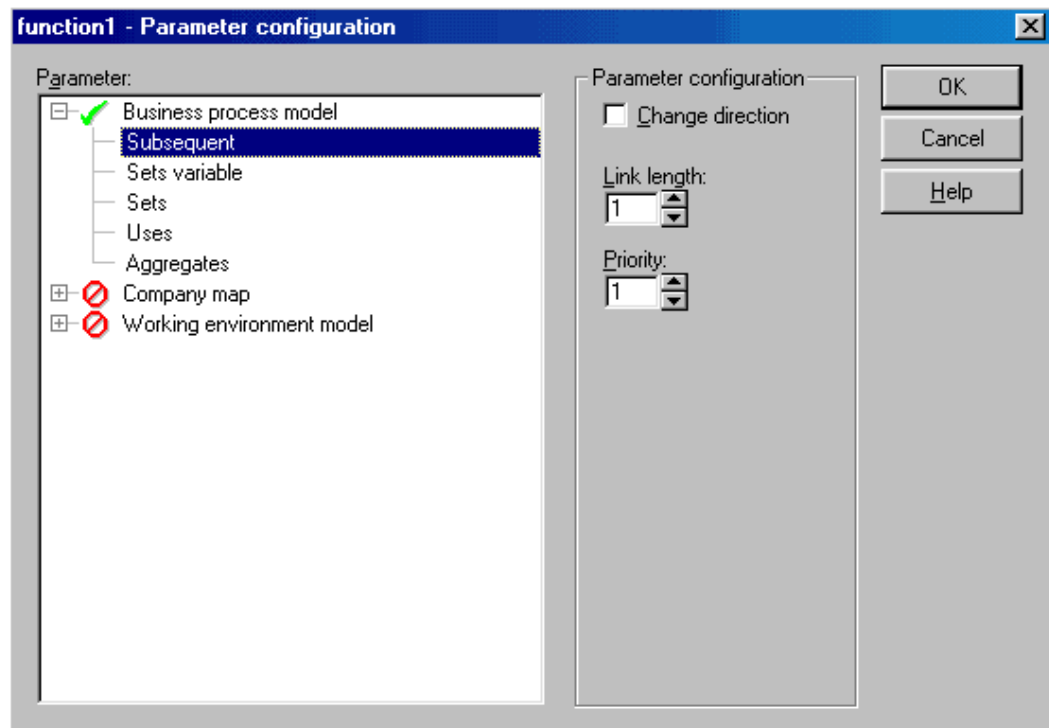 function1 - Parameter configuration
Parameter:
Business process model
Subsequent
Sets variable
Sets
Uses
Aggregates
Company map
Working environment model
Parameter configuration
Change direction
Link length:
1
Priority:
1
OK
Cancel
Help